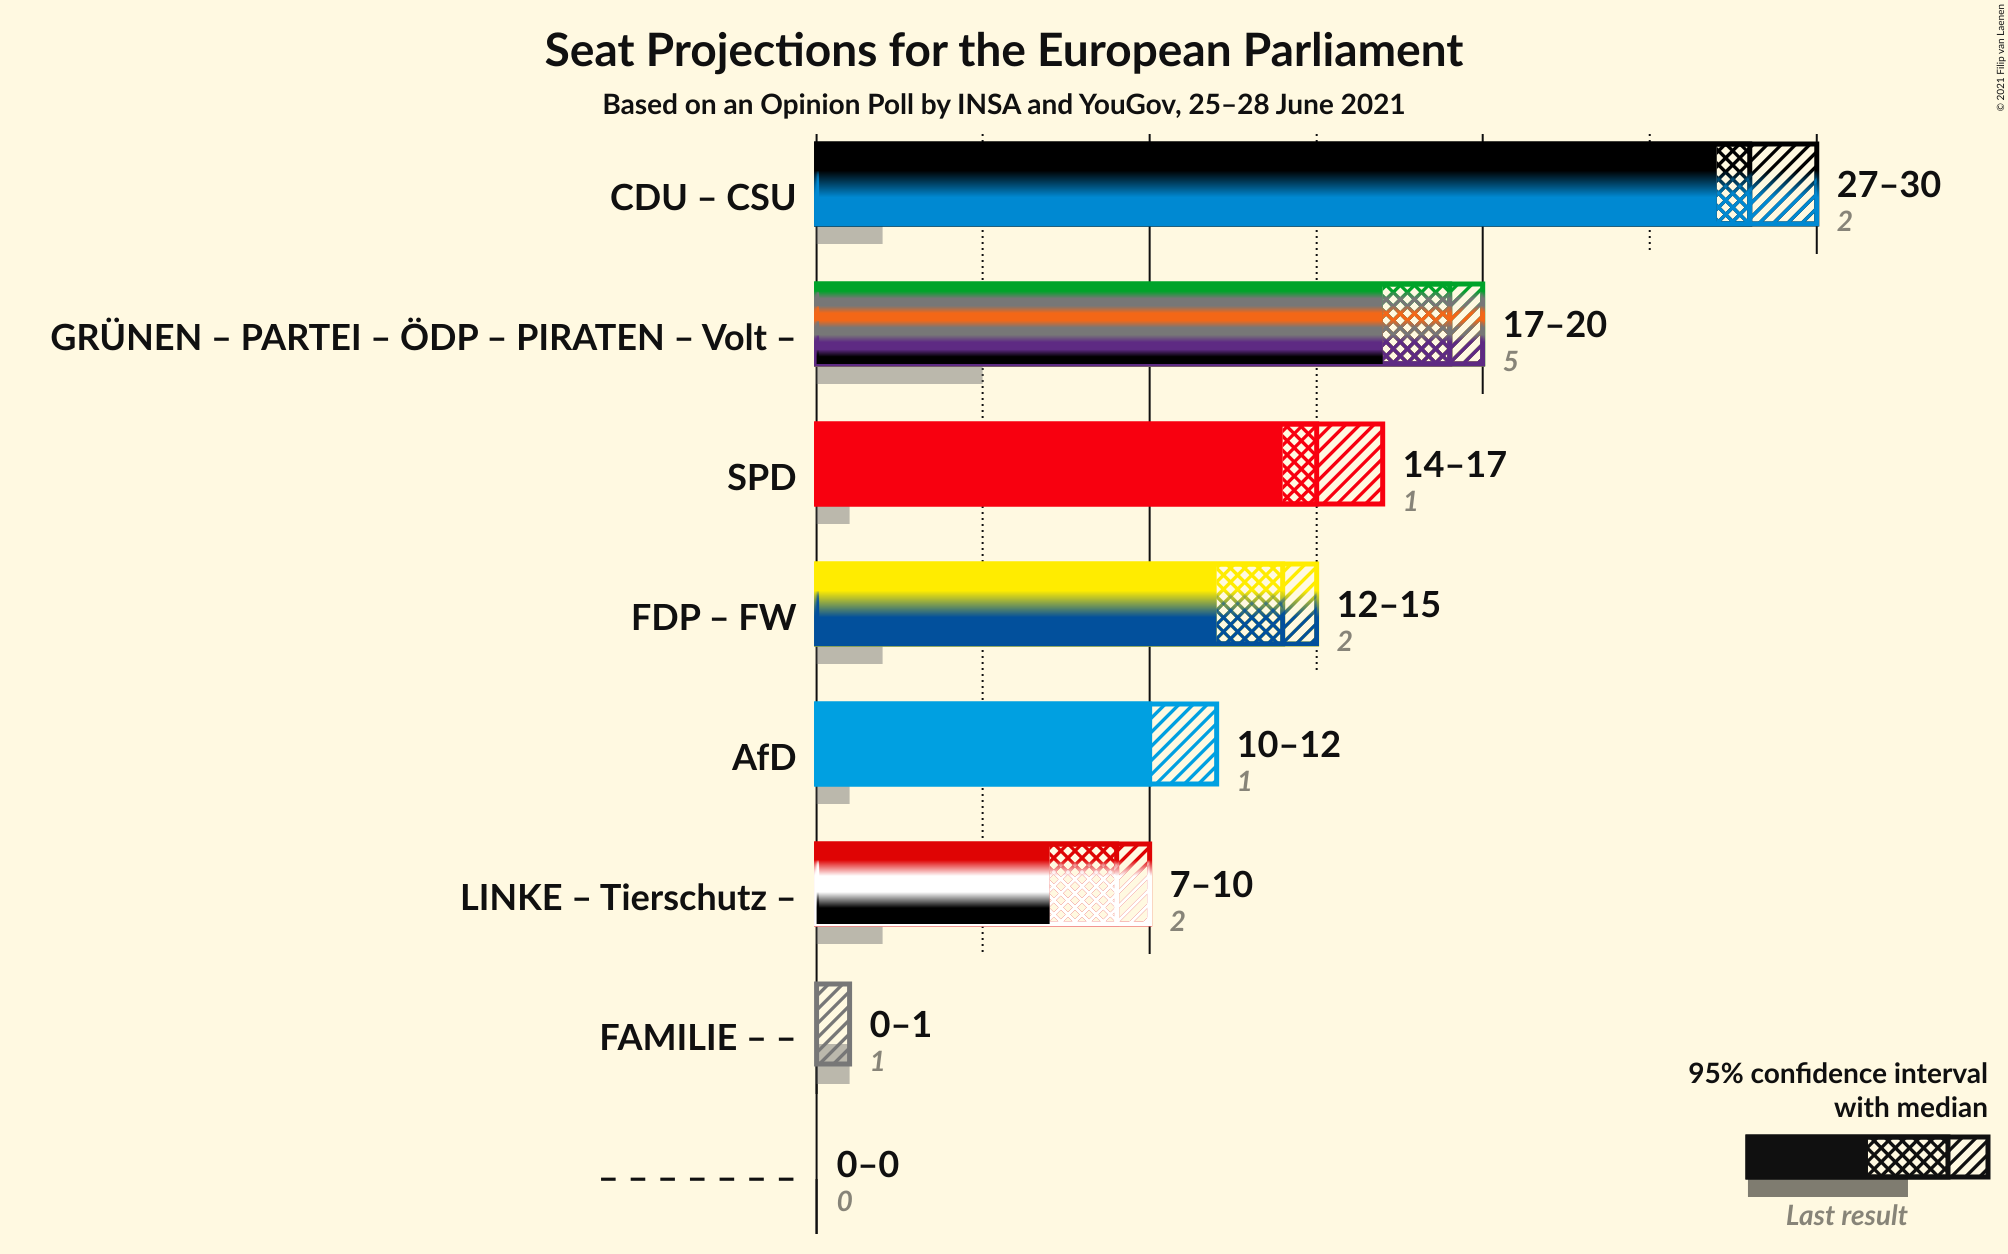 Seat Projections for the European Parliament
Based on an Opinion Poll by INSA and YouGov, 25–28 June 2021
© 2021 Filip van Laenen
CDU – CSU
27–30
2
GRÜNEN – PARTEI – ÖDP – PIRATEN – Volt –
17–20
5
SPD
14–17
1
FDP – FW
12–15
2
AfD
10–12
1
LINKE – Tierschutz –
7–10
2
FAMILIE – –
0–1
1
– – – – – – –
0–0
0
95% confidence interval
with median
Last result